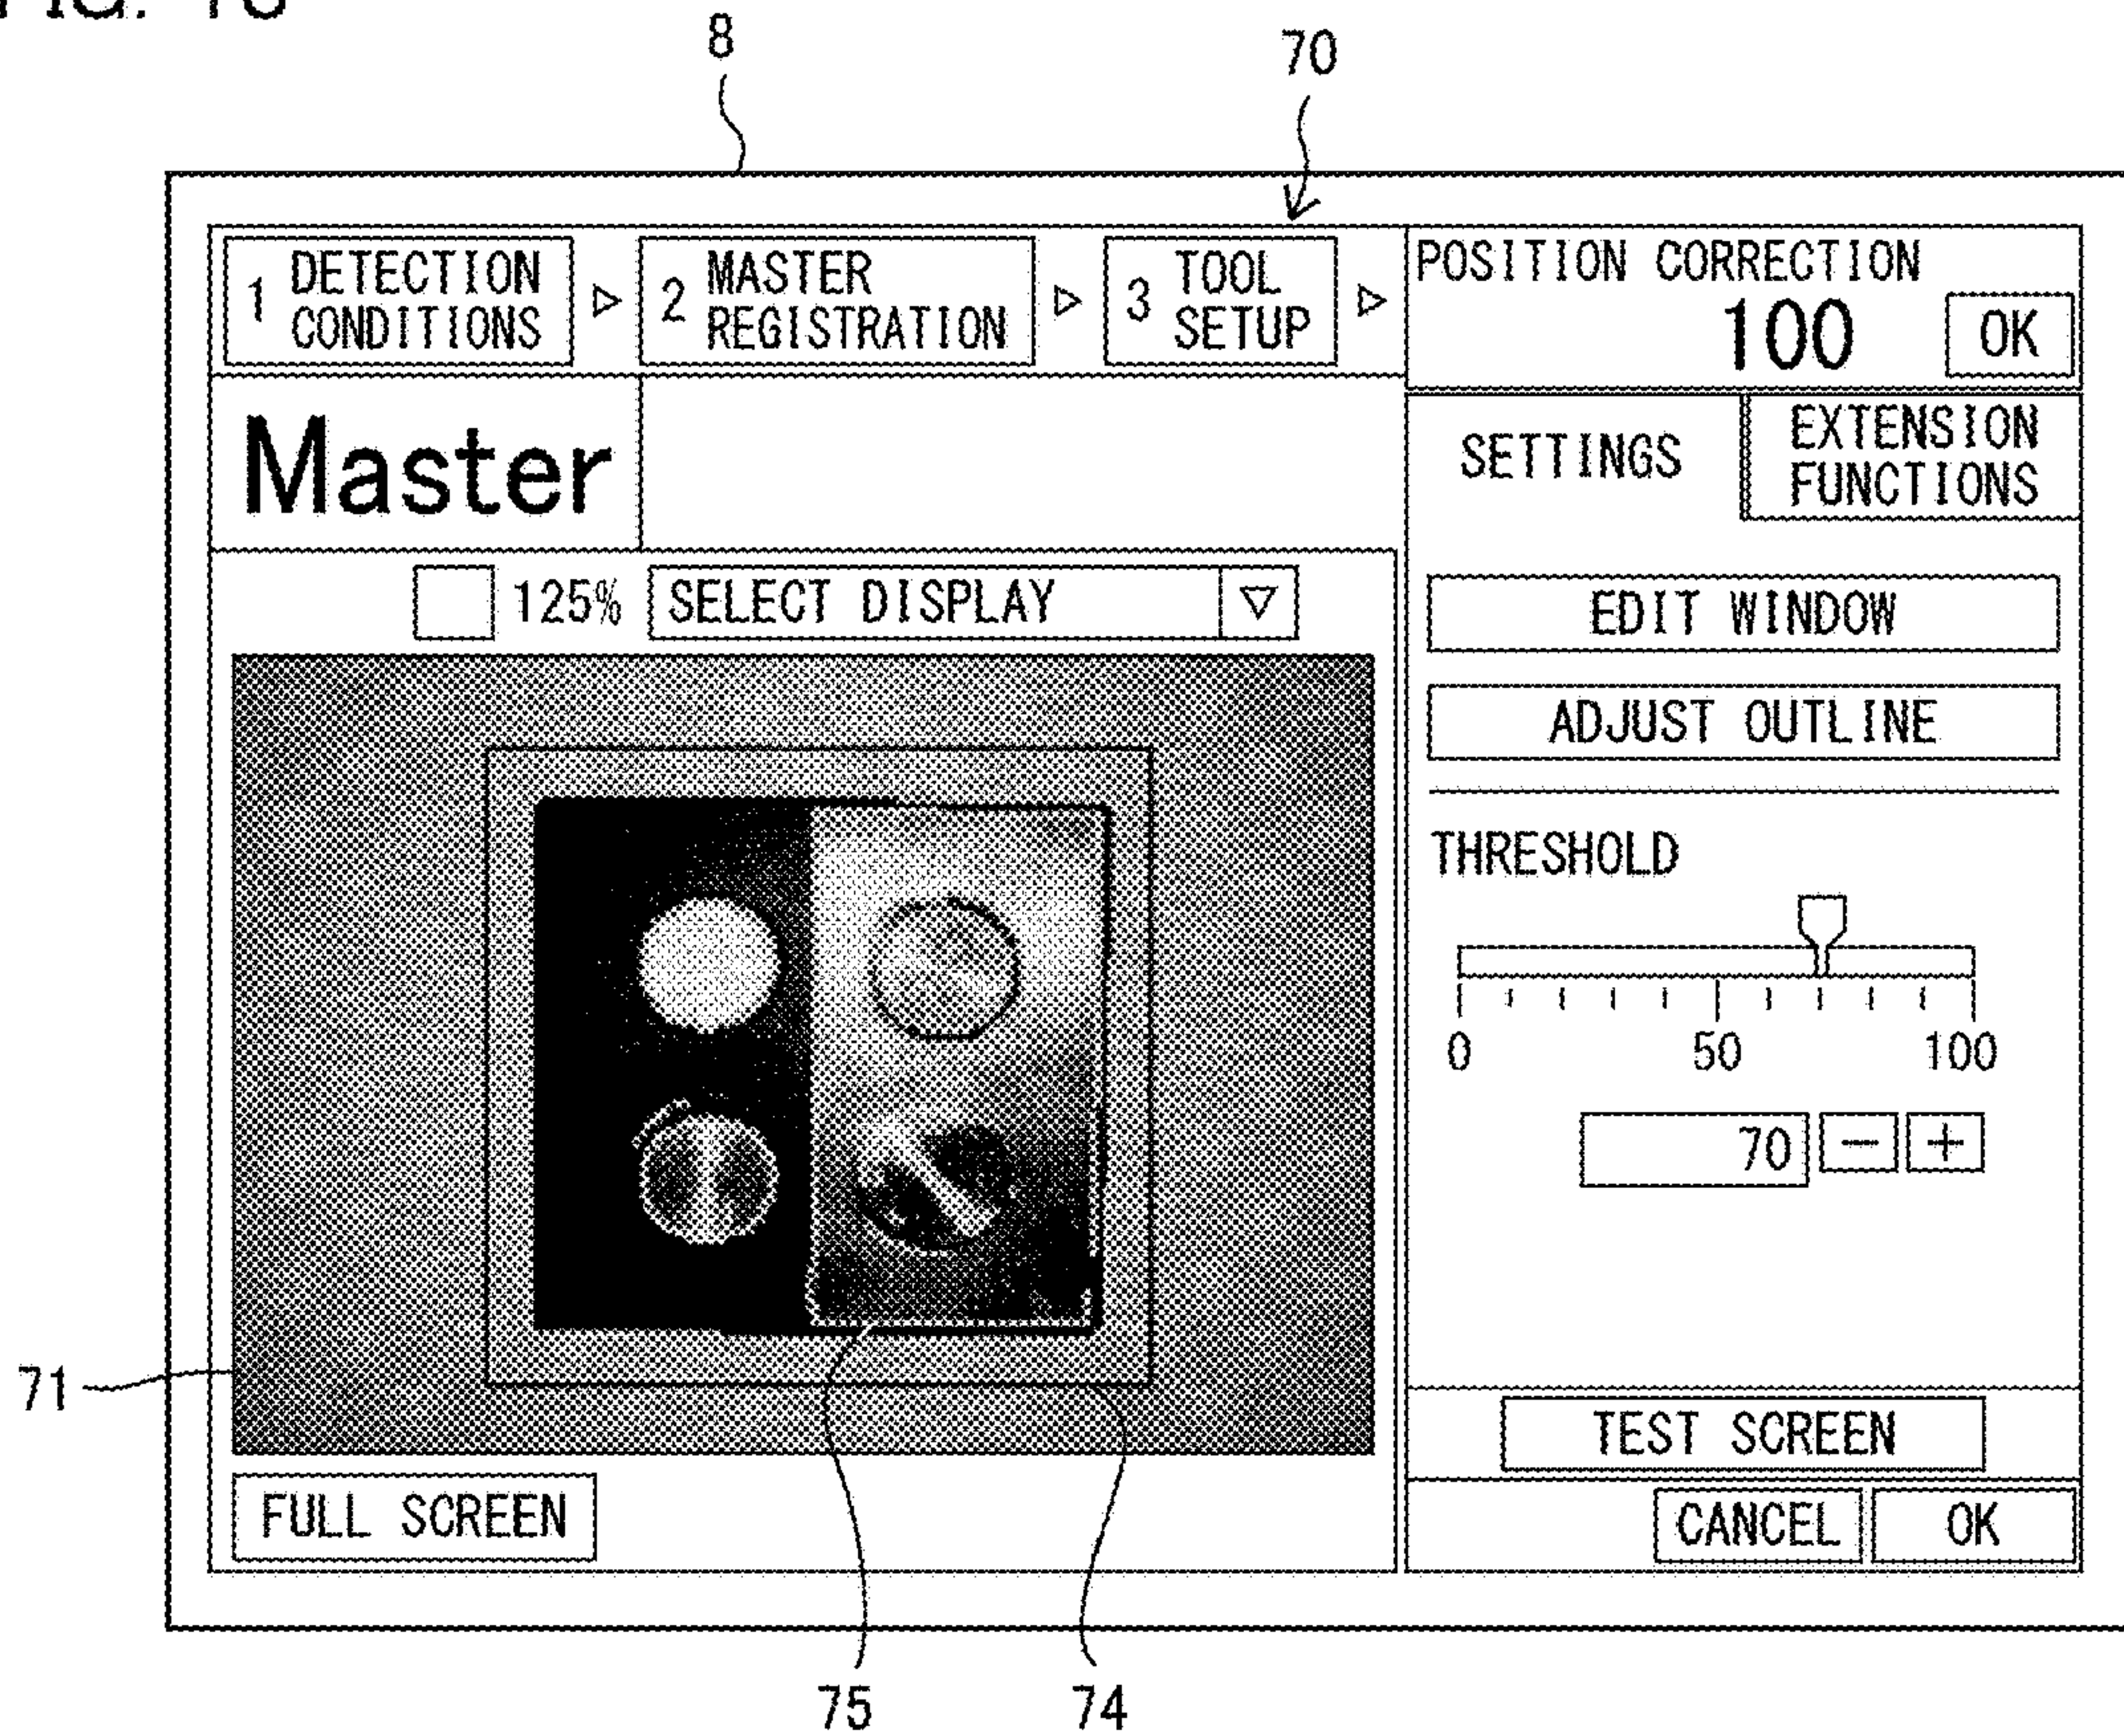 8
70
1 DETECTION CONDITIONS ▷ 2 MASTER REGISTRATION ▷ 3 TOOL SETUP ▷
POSITION CORRECTION
100 OK
Master
SETTINGS
EXTENSION
FUNCTIONS
125% SELECT DISPLAY ▽
EDIT WINDOW
ADJUST OUTLINE
THRESHOLD
0 50 100
70 − +
71
TEST SCREEN
FULL SCREEN
CANCEL OK
75 74